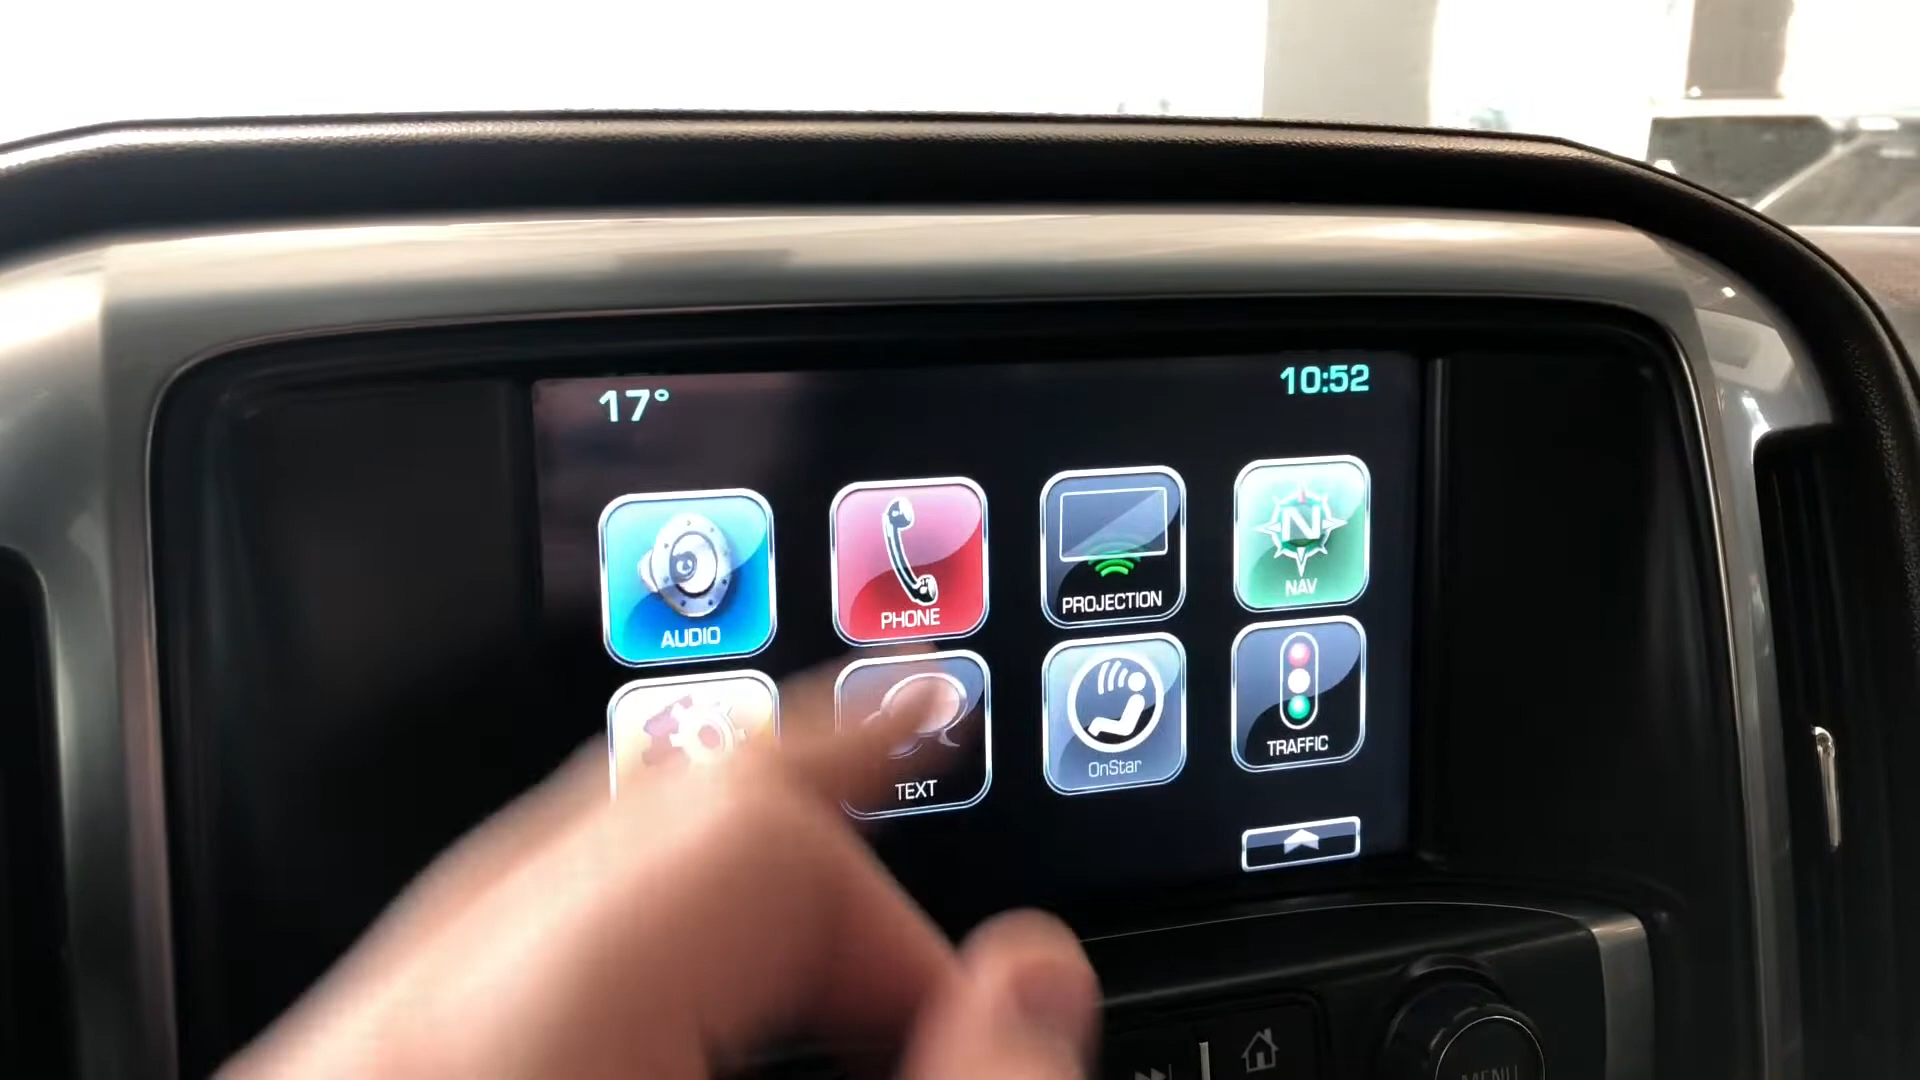 17°
10:52
AUDIO
PHONE
PROJECTION
N
NAV
TEXT
OnStar
TRAFFIC
MENU